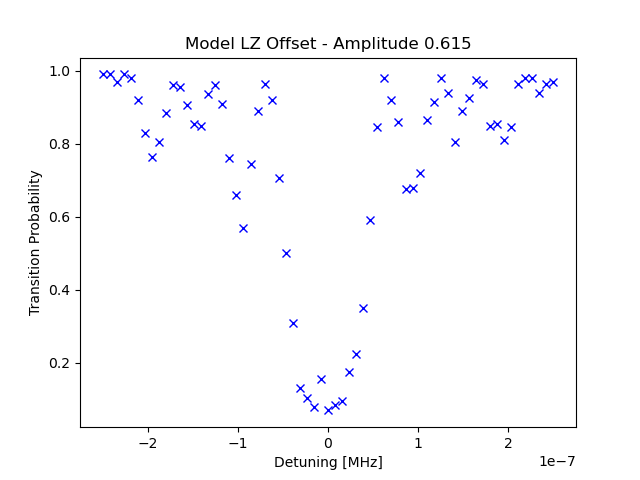 Model LZ Offset - Amplitude 0.615
Transition Probability
1.0
0.8
0.6
0.4
0.2
−2
−1
0
1
2
1e−7
Detuning [MHz]